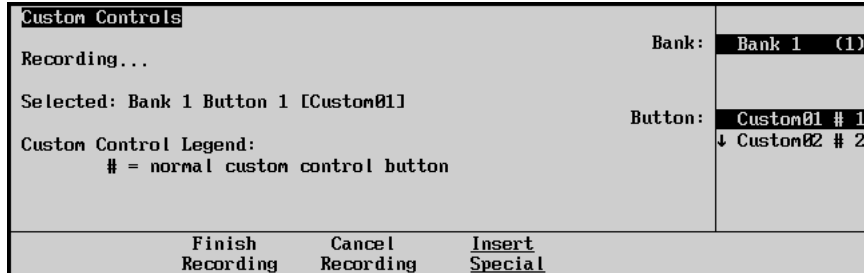 Custom Controls
Bank: Bank 1 (1)
Recording...
Selected: Bank 1 Button 1 [Custom01]
Button: Custom01 # 1
Custom Control Legend:
↓ Custom02 # 2
# = normal custom control button
Finish Recording
Cancel Recording
Insert Special